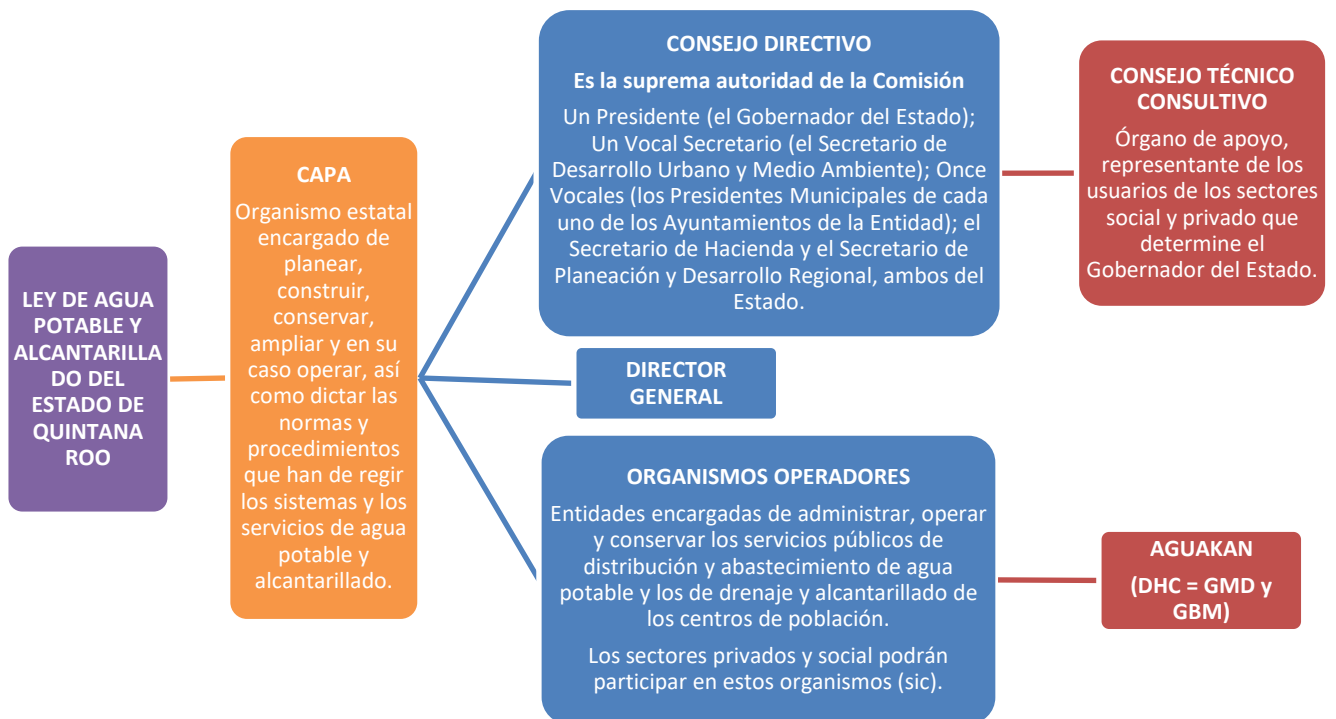 LEY DE AGUA
POTABLE Y
ALCANTARILLA
DO DEL
ESTADO DE
QUINTANA
ROO
CAPA
Organismo estatal
encargado de
planear,
construir,
conservar,
ampliar y en su
caso operar, así
como dictar las
normas y
procedimientos
que han de regir
los sistemas y los
servicios de agua
potable y
alcantarillado.
CONSEJO DIRECTIVO
Es la suprema autoridad de la Comisión
Un Presidente (el Gobernador del Estado);
Un Vocal Secretario (el Secretario de
Desarrollo Urbano y Medio Ambiente); Once
Vocales (los Presidentes Municipales de cada
uno de los Ayuntamientos de la Entidad); el
Secretario de Hacienda y el Secretario de
Planeación y Desarrollo Regional, ambos del
Estado.
CONSEJO TÉCNICO
CONSULTIVO
Órgano de apoyo,
representante de los
usuarios de los sectores
social y privado que
determine el
Gobernador del Estado.
DIRECTOR
GENERAL
ORGANISMOS OPERADORES
Entidades encargadas de administrar, operar
y conservar los servicios públicos de
distribución y abastecimiento de agua
potable y los de drenaje y alcantarillado de
los centros de población.
Los sectores privados y social podrán
participar en estos organismos (sic).
AGUAKAN
(DHC = GMD y
GBM)